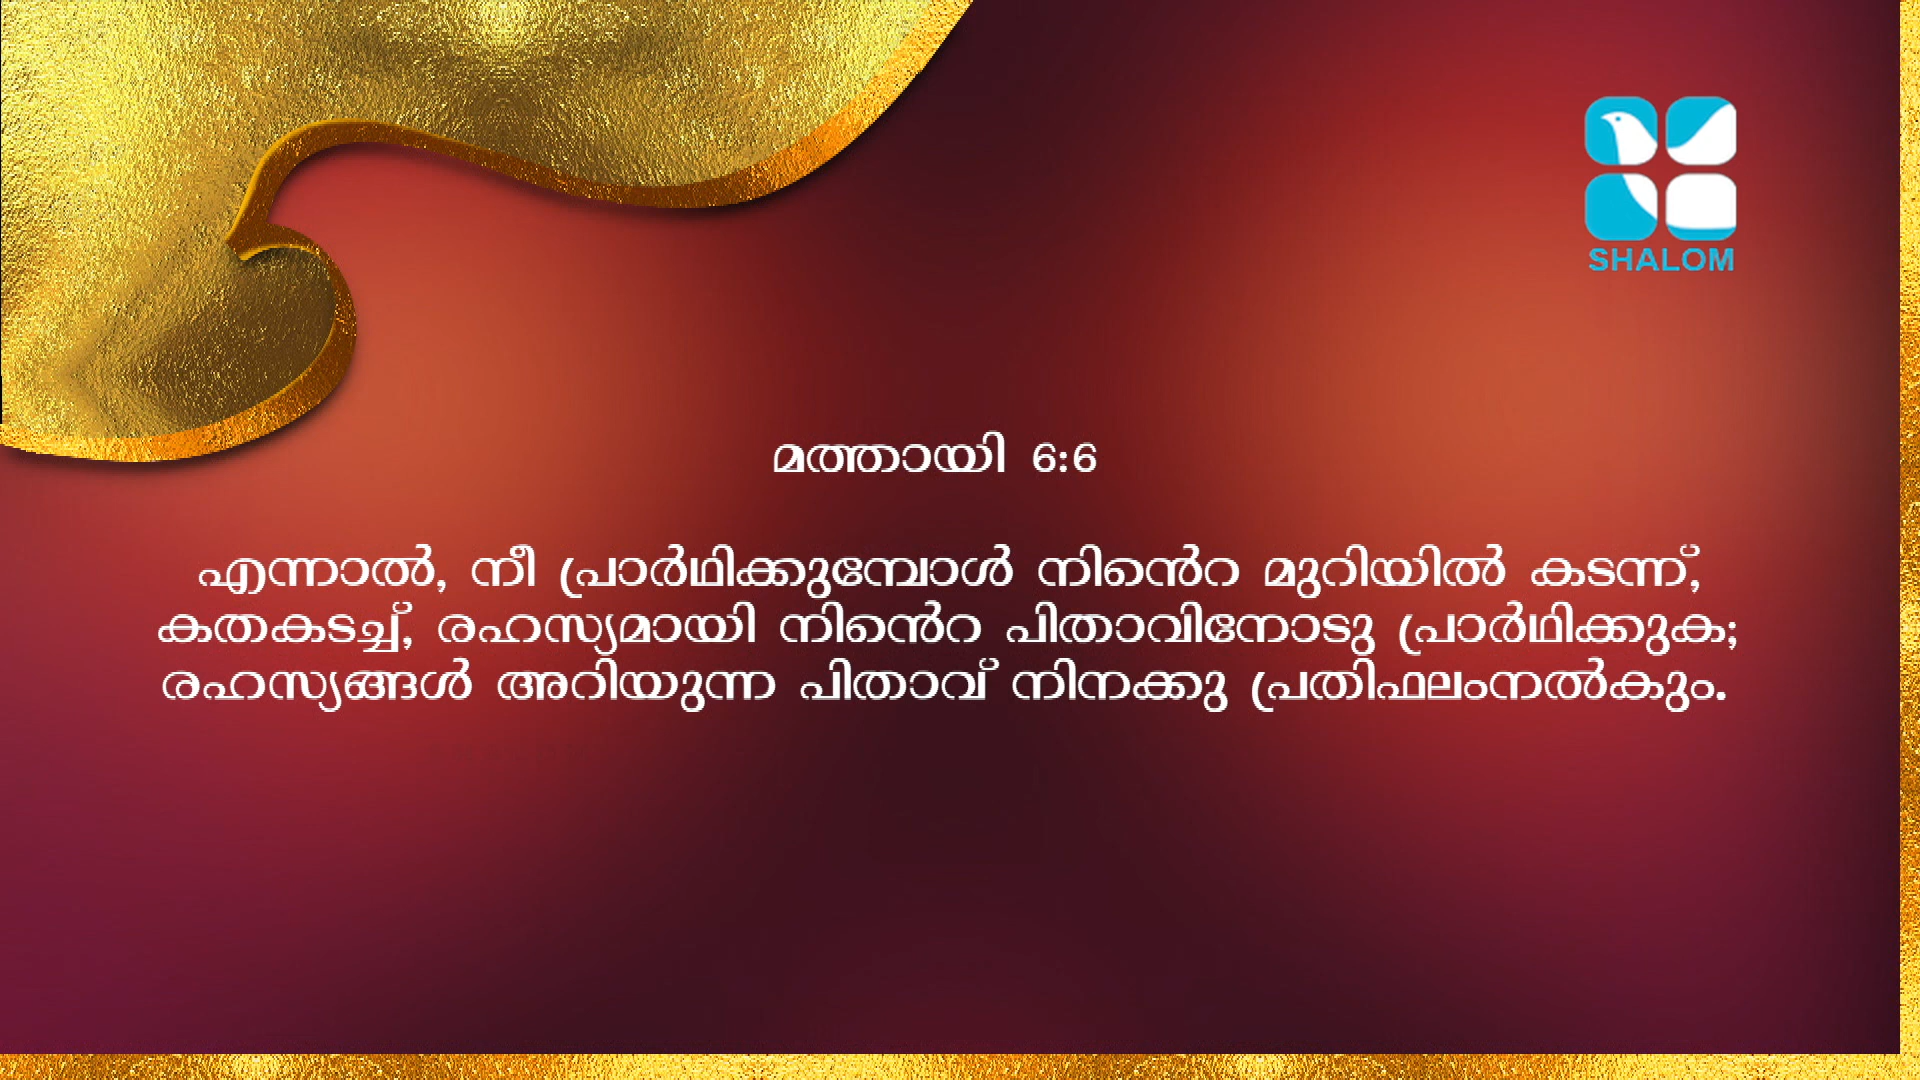 SHALOM
മത്തായി 6:6
എന്നാൽ, നീ പ്രാർഥിക്കുമ്പോൾ നിൻെറ മുറിയിൽ കടന്ന്,
കതകടച്ച്, രഹസ്യമായി നിൻെറ പിതാവിനോടു പ്രാർഥിക്കുക;
രഹസ്യങ്ങൾ അറിയുന്ന പിതാവ് നിനക്കു പ്രതിഫലംനൽകും.